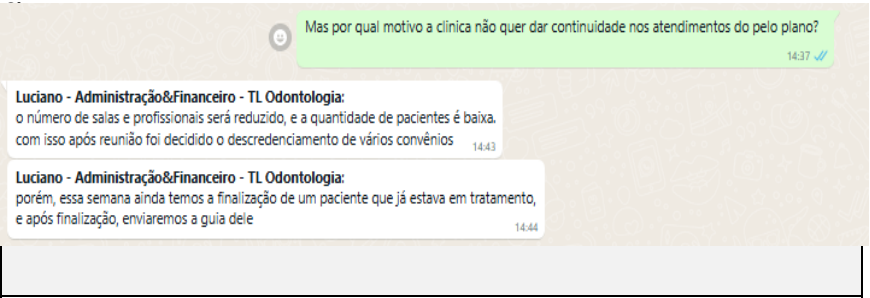 Mas por qual motivo a clinica não quer dar continuidade nos atendimentos do pelo plano?
14:37
Luciano - Administração&Financeiro - TL Odontologia:
o número de salas e profissionais será reduzido, e a quantidade de pacientes é baixa.
com isso após reunião foi decidido o descredenciamento de vários convênios
14:43
Luciano - Administração&Financeiro - TL Odontologia:
porém, essa semana ainda temos a finalização de um paciente que já estava em tratamento,
e após finalização, enviaremos a guia dele
14:44